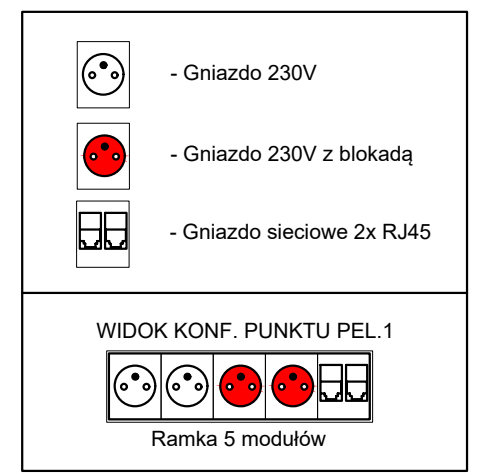 - Gniazdo 230V
- Gniazdo 230V z blokadą
- Gniazdo sieciowe 2x RJ45
WIDOK KONF. PUNKTU PEL.1
Ramka 5 modułów